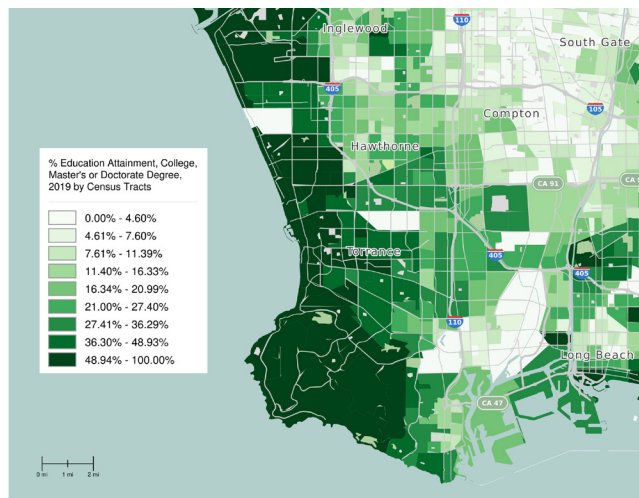 Inglewood
110
South Gate
405
105
Compton
Hawthorne
% Education Attainment, College,
Master's or Doctorate Degree,
2019 by Census Tracts
CA 91
0.00% - 4.60%
4.61% - 7.60%
7.61% - 11.39%
11.40% - 16.33%
16.34% - 20.99%
21.00% - 27.40%
27.41% - 36.29%
36.30% - 48.93%
48.94% - 100.00%
Torrance
405
405
110
Long Beach
CA 47
0 mi 1 mi 2 mi